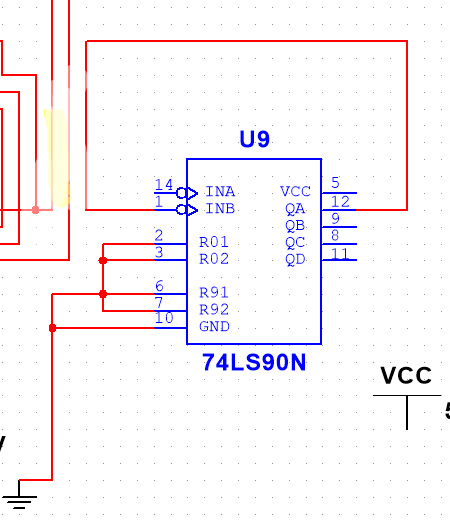 U9
14 INA VCC 5
1 INB QA 12
QB 9
2 R01 QC 8
3 R02 QD 11
6 R91
7 R92
10 GND
74LS90N
VCC